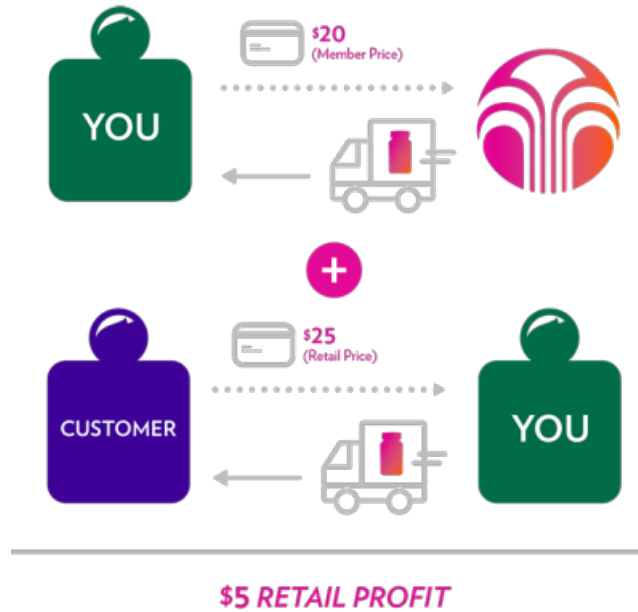 $20
(Member Price)
YOU
+
$25
(Retail Price)
CUSTOMER
YOU
$5 RETAIL PROFIT